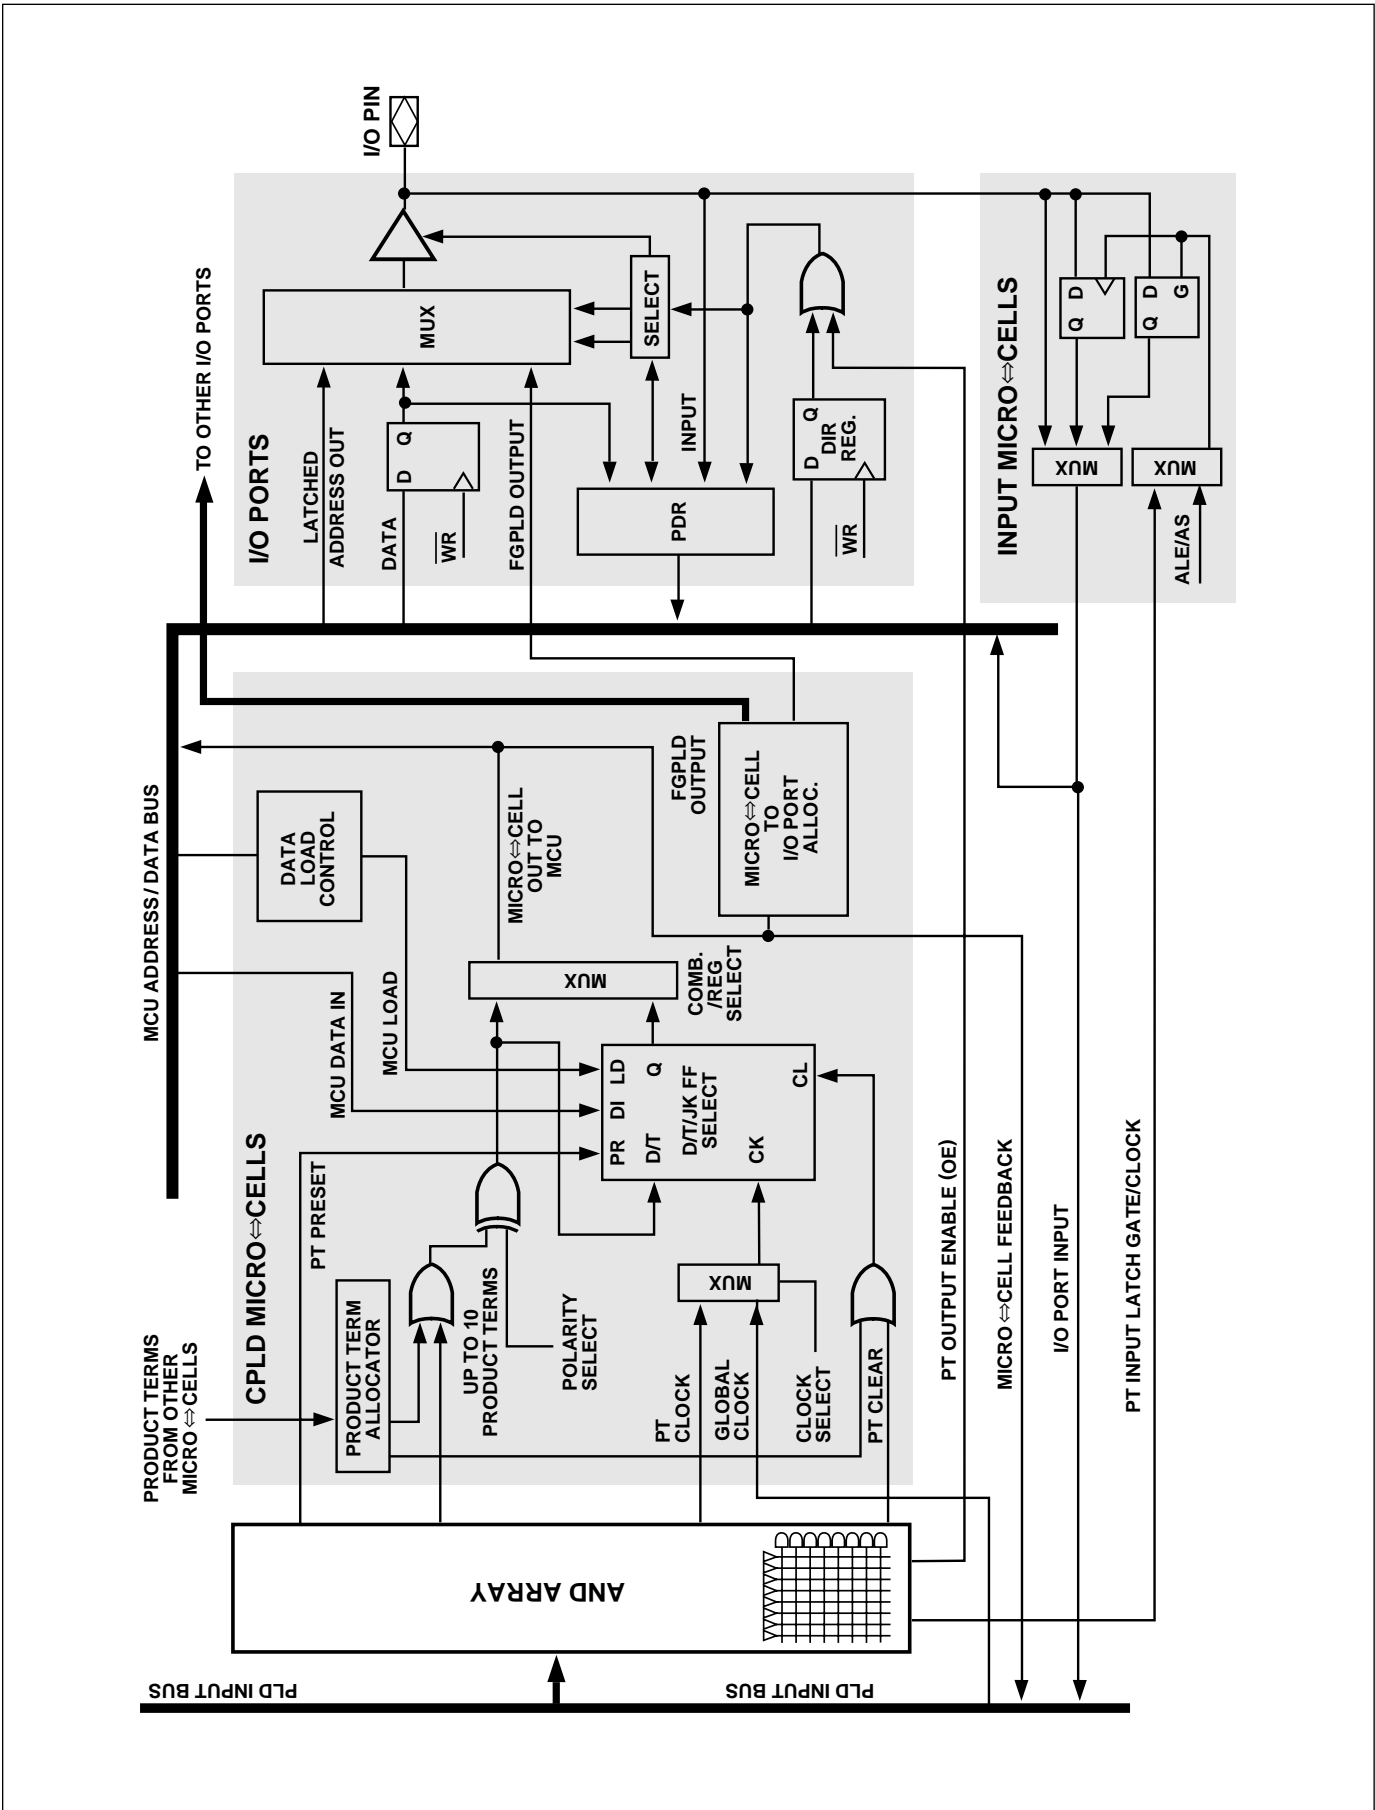 PLD INPUT BUS
PLD INPUT BUS
AND ARRAY
PRODUCT TERMS
FROM OTHER
MICRO⇔CELLS
CPLD MICRO⇔CELLS
PRODUCT TERM
ALLOCATOR
PT PRESET
UP TO 10
PRODUCT TERMS
POLARITY
SELECT
PT
CLOCK
GLOBAL
CLOCK
CLOCK
SELECT
PT CLEAR
MUX
MCU ADDRESS / DATA BUS
MCU DATA IN
MCU LOAD
DATA
LOAD
CONTROL
PR DI LD
D/T Q
D/T/JK FF
SELECT
CK
CL
MUX
COMB.
/REG
SELECT
MICRO⇔CELL
OUT TO
MCU
FGPLD
OUTPUT
MICRO⇔CELL
TO
I/O PORT
ALLOC.
TO OTHER I/O PORTS
I/O PORTS
LATCHED
ADDRESS OUT
DATA
D Q
WR
FGPLD OUTPUT
MUX
I/O PIN
SELECT
INPUT
PDR
D Q
DIR
REG.
WR
PT OUTPUT ENABLE (OE)
MICRO⇔CELL FEEDBACK
I/O PORT INPUT
PT INPUT LATCH GATE/CLOCK
INPUT MICRO⇔CELLS
MUX
Q D
MUX
Q D
G
ALE/AS